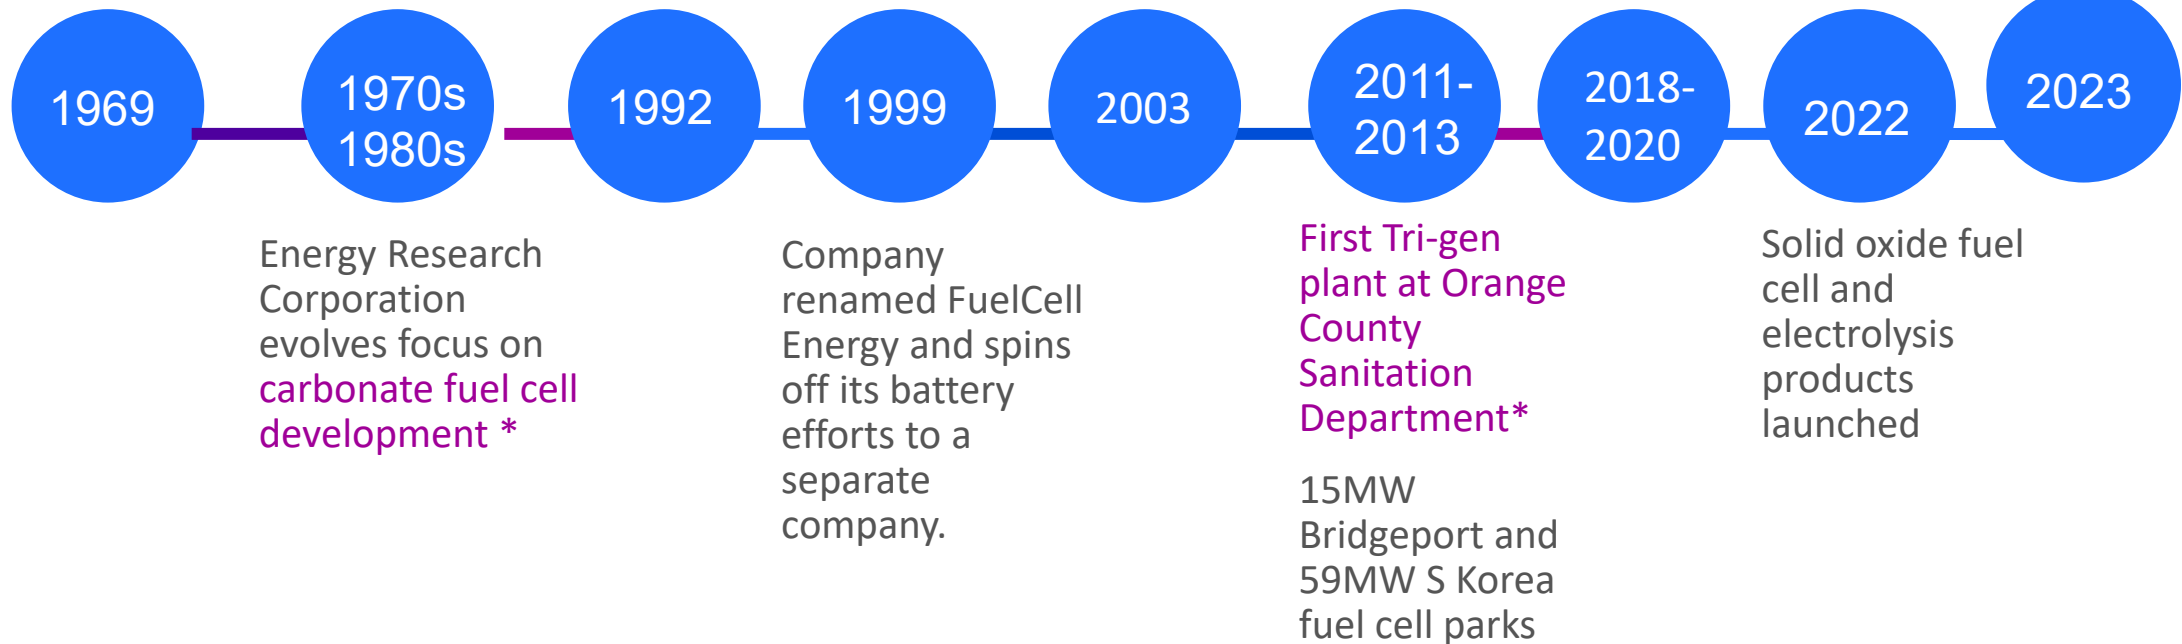 1969
1970s
1980s
1992
1999
2003
2011-
2013
2018-
2020
2022
2023
Energy Research
Corporation
evolves focus on
carbonate fuel cell
development *
Company
renamed FuelCell
Energy and spins
off its battery
efforts to a
separate
company.
First Tri-gen
plant at Orange
County
Sanitation
Department*
15MW
Bridgeport and
59MW S Korea
fuel cell parks
Solid oxide fuel
cell and
electrolysis
products
launched